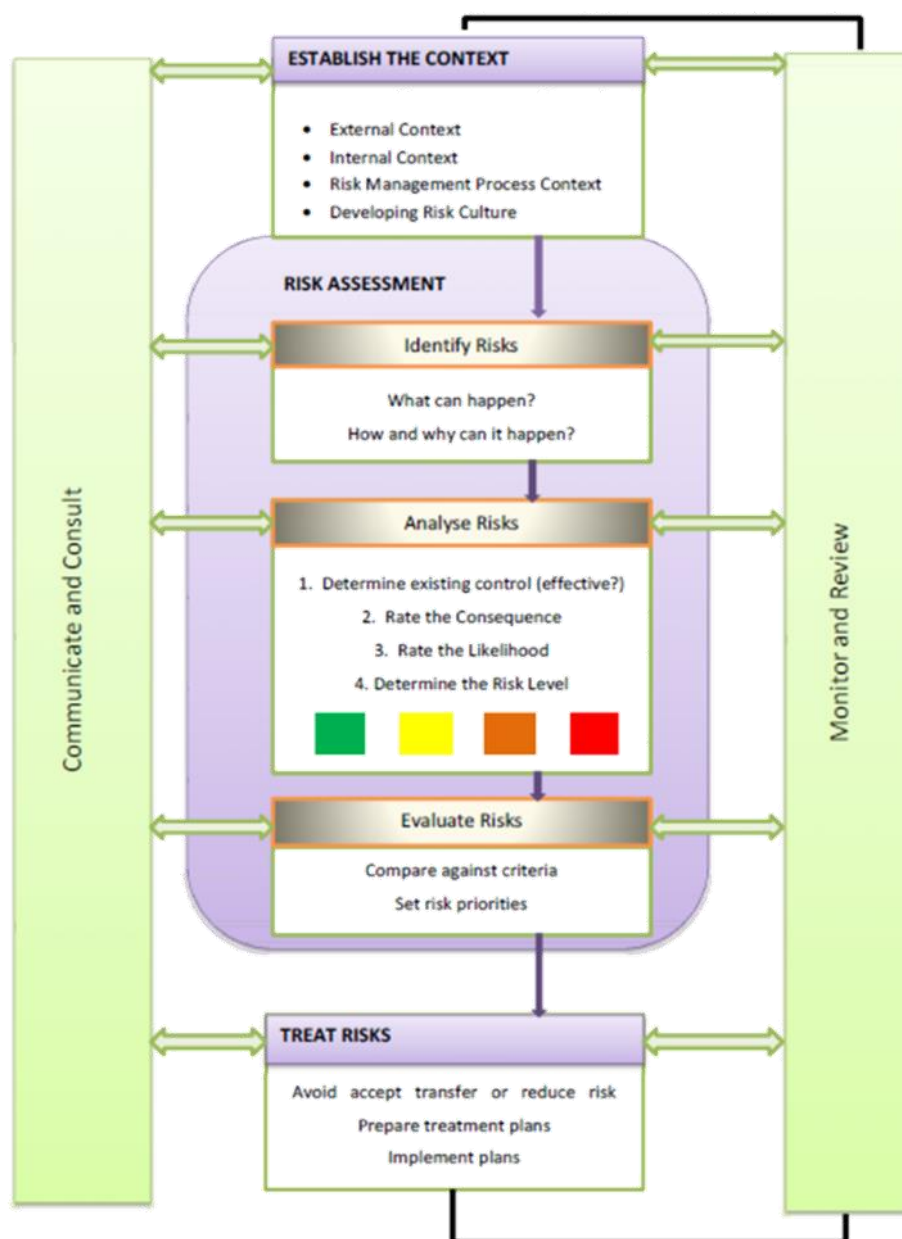 ESTABLISH THE CONTEXT
• External Context
• Internal Context
• Risk Management Process Context
• Developing Risk Culture
RISK ASSESSMENT
Identify Risks
What can happen?
How and why can it happen?
Analyse Risks
1. Determine existing control (effective?)
2. Rate the Consequence
3. Rate the Likelihood
4. Determine the Risk Level
Evaluate Risks
Compare against criteria
Set risk priorities
TREAT RISKS
Avoid accept transfer or reduce risk
Prepare treatment plans
Implement plans
Communicate and Consult
Monitor and Review